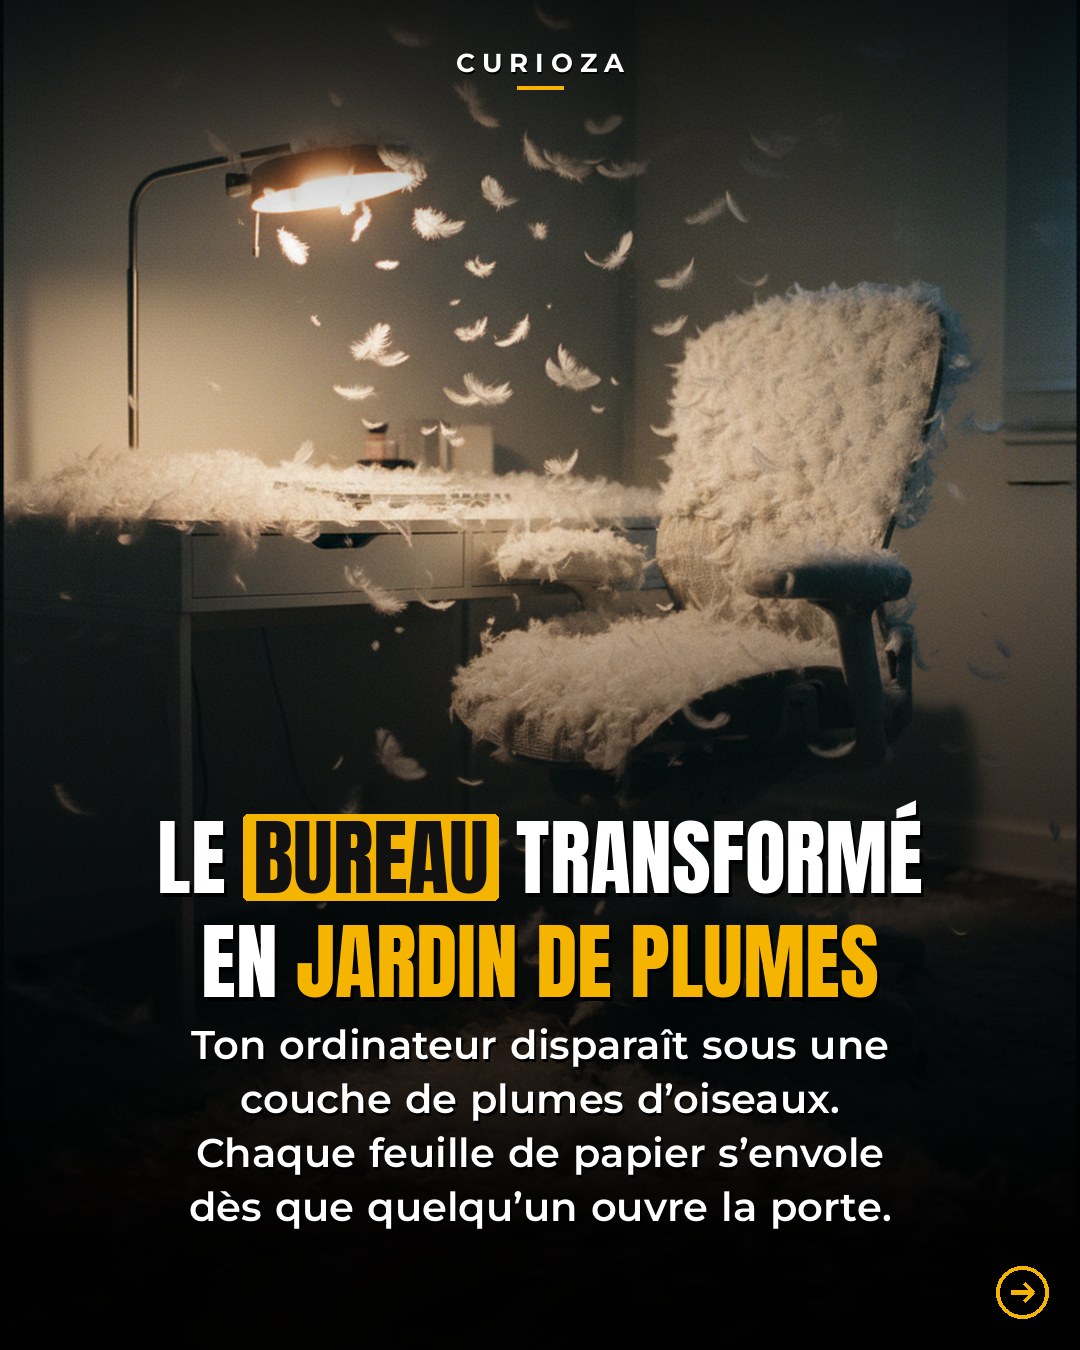 CURIOZA
LE BUREAU TRANSFORMÉ
EN JARDIN DE PLUMES
Ton ordinateur disparaît sous une
couche de plumes d’oiseaux.
Chaque feuille de papier s’envole
dès que quelqu’un ouvre la porte.